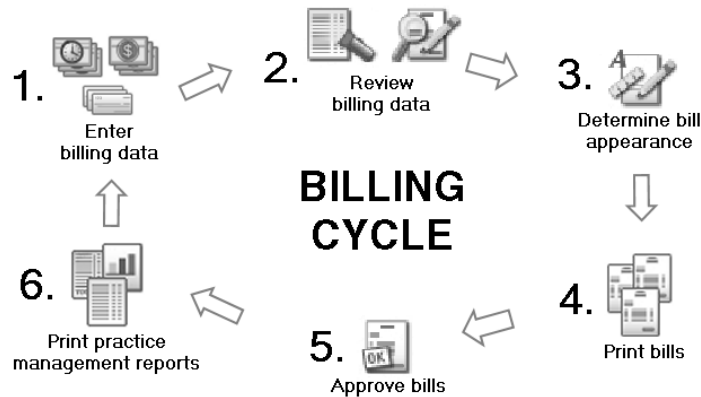 1.
Enter
billing data
2.
Review
billing data
3.
A
Determine bill
appearance
BILLING
CYCLE
4.
Print bills
5.
OK
Approve bills
6.
Print practice
management reports